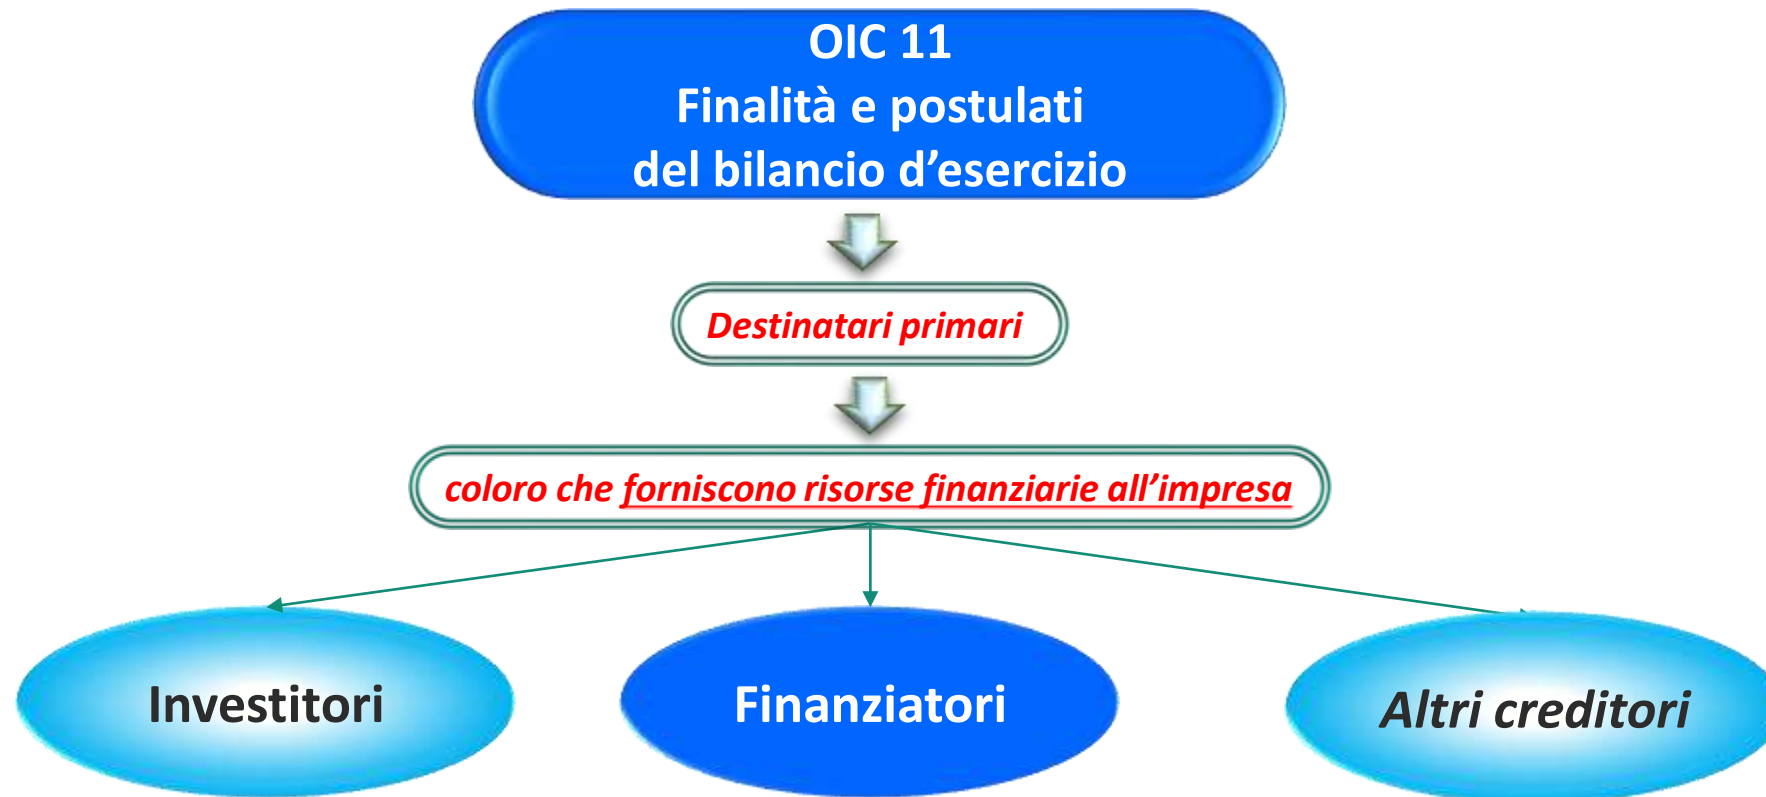 OIC 11
Finalità e postulati
del bilancio d’esercizio
Destinatari primari
coloro che forniscono risorse finanziarie all’impresa
Investitori
Finanziatori
Altri creditori